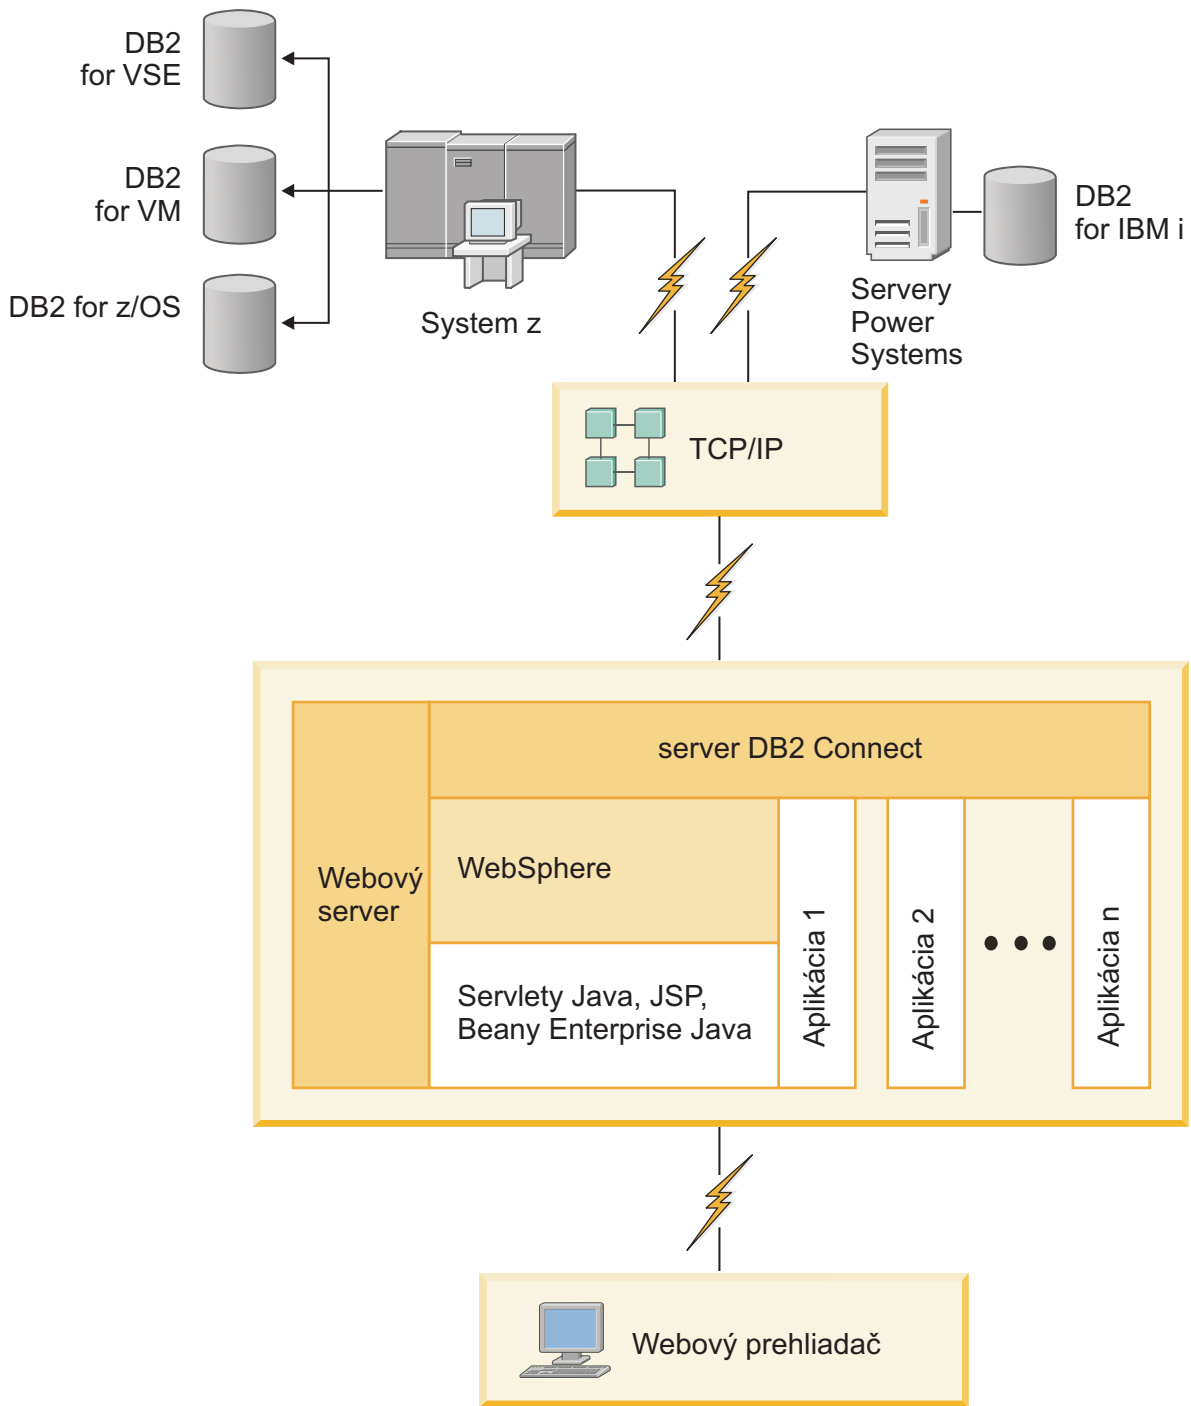 DB2
for VSE
DB2
for VM
DB2 for z/OS
System z
Servery
Power
Systems
DB2
for IBM i
TCP/IP
server DB2 Connect
Webový
server
WebSphere
Servlety Java, JSP,
Beany Enterprise Java
Aplikácia 1
Aplikácia 2
Aplikácia n
Webový prehliadač